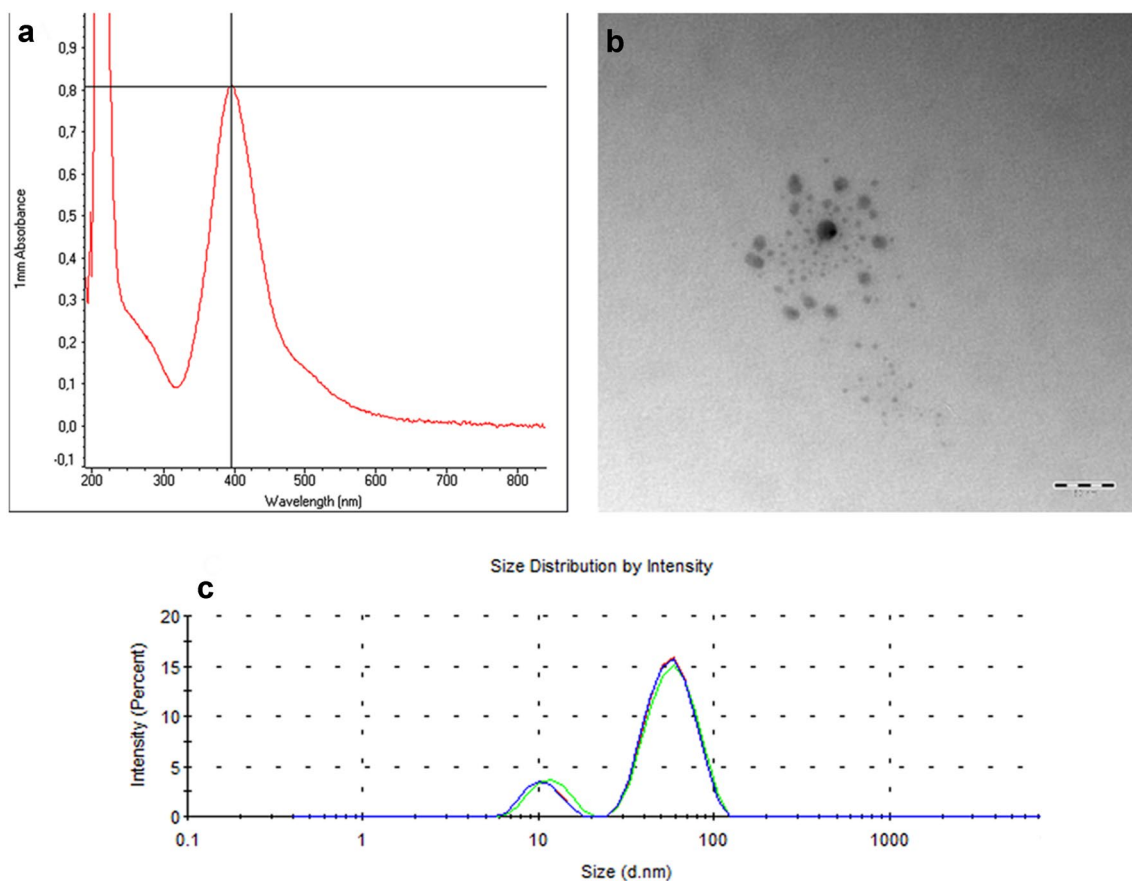 a
0,9
0,8
0,7
0,6
0,5
0,4
0,3
0,2
0,1
0,0
-0,1
1mm Absorbance
200 300 400 500 600 700 800
Wavelength (nm)
b
c
Size Distribution by Intensity
20
15
10
5
0
Intensity (Percent)
0.1 1 10 100 1000
Size (d.nm)